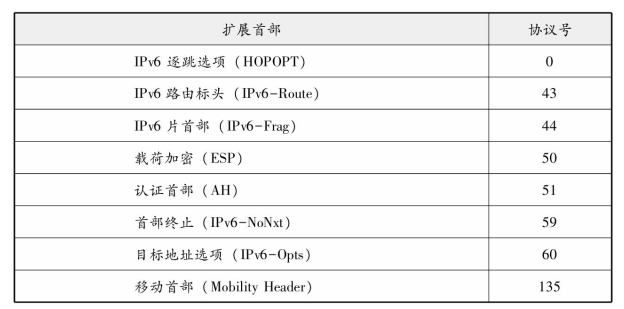 扩展首部 协议号
IPv6 逐跳选项（HOPOPT） 0
IPv6 路由标头（IPv6-Route） 43
IPv6 片首部（IPv6-Frag） 44
载荷加密（ESP） 50
认证首部（AH） 51
首部终止（IPv6-NoNxt） 59
目标地址选项（IPv6-Opts） 60
移动首部（Mobility Header） 135